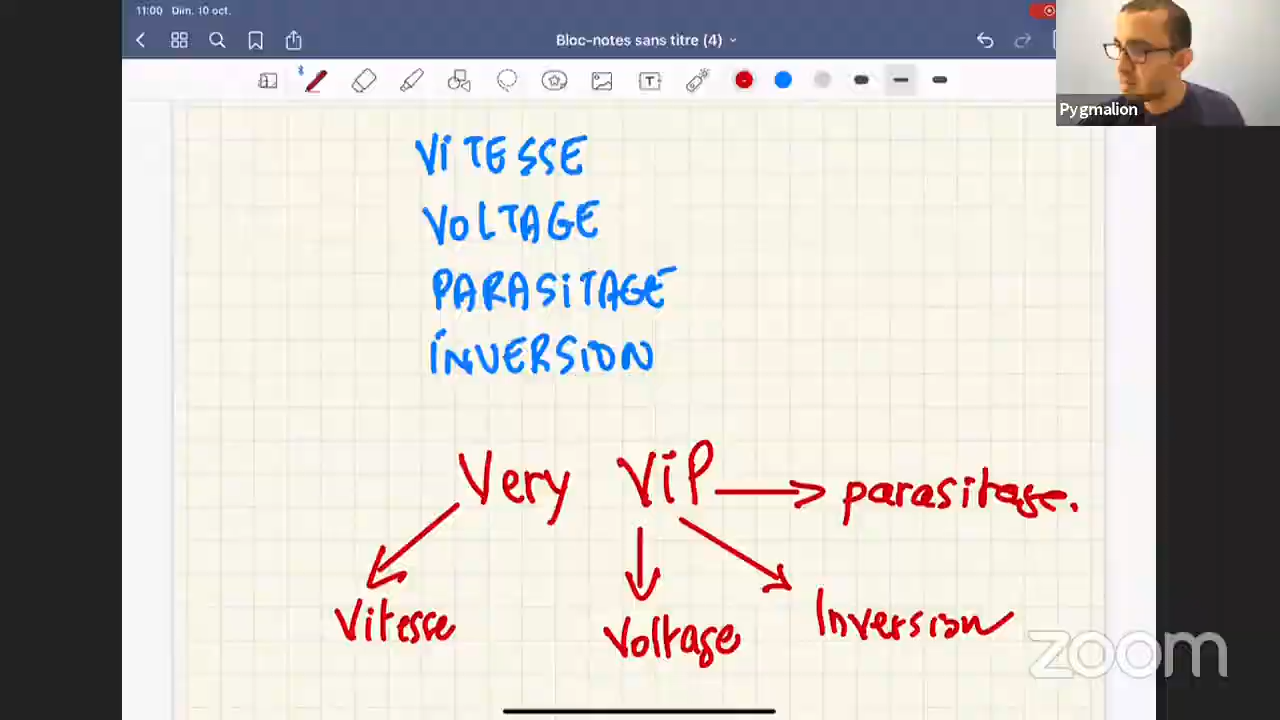 11:00 Dim. 10 oct.
Bloc-notes sans titre (4)
Pygmalion
ViTESSE
VOLTAGE
PARASiTAGE
iNVERSION
Very ViP
parasitage.
Vitesse
Voltage
Inversion
zoom